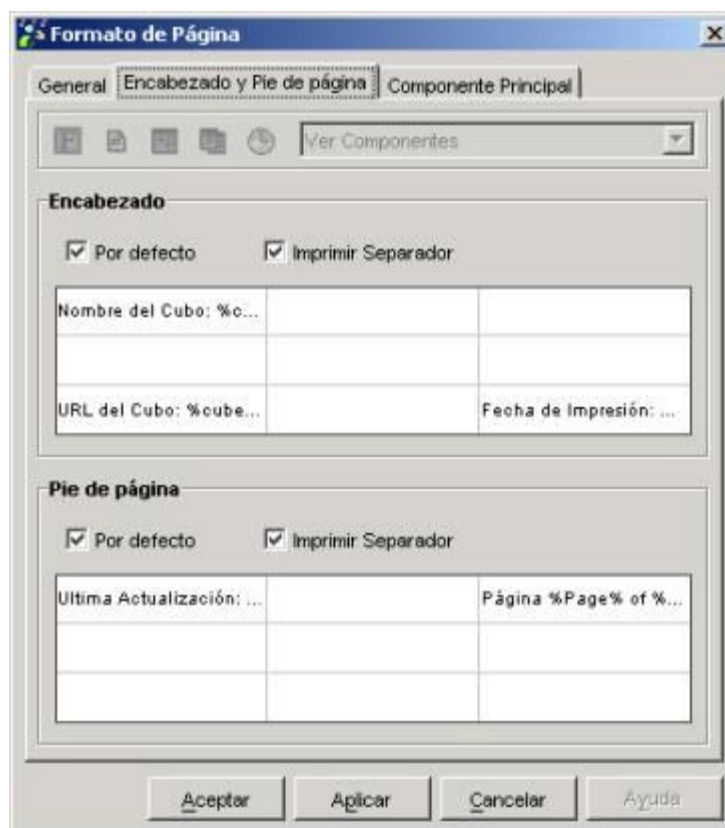 Formato de Página
General Encabezado y Pie de página Componente Principal
Ver Componentes
Encabezado
Por defecto Imprimir Separador
Nombre del Cubo: %c...
URL del Cubo: %cube... Fecha de Impresión: ...
Pie de página
Por defecto Imprimir Separador
Ultima Actualización: ... Página %Page% of %...
Aceptar Aplicar Cancelar Ayuda